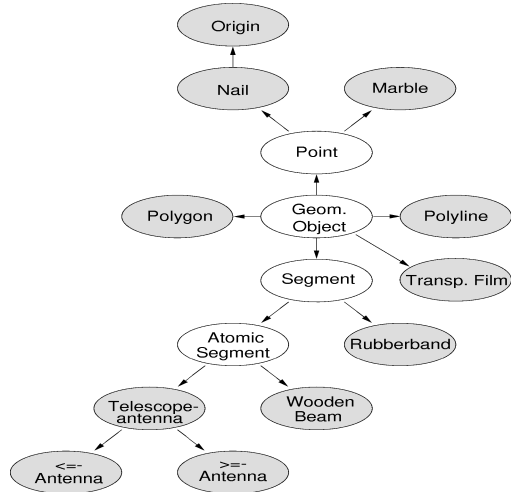 Origin
Nail
Marble
Point
Polygon
Geom.
Object
Polyline
Segment
Transp. Film
Atomic
Segment
Rubberband
Telescope-
antenna
Wooden
Beam
<=-
Antenna
>=-
Antenna